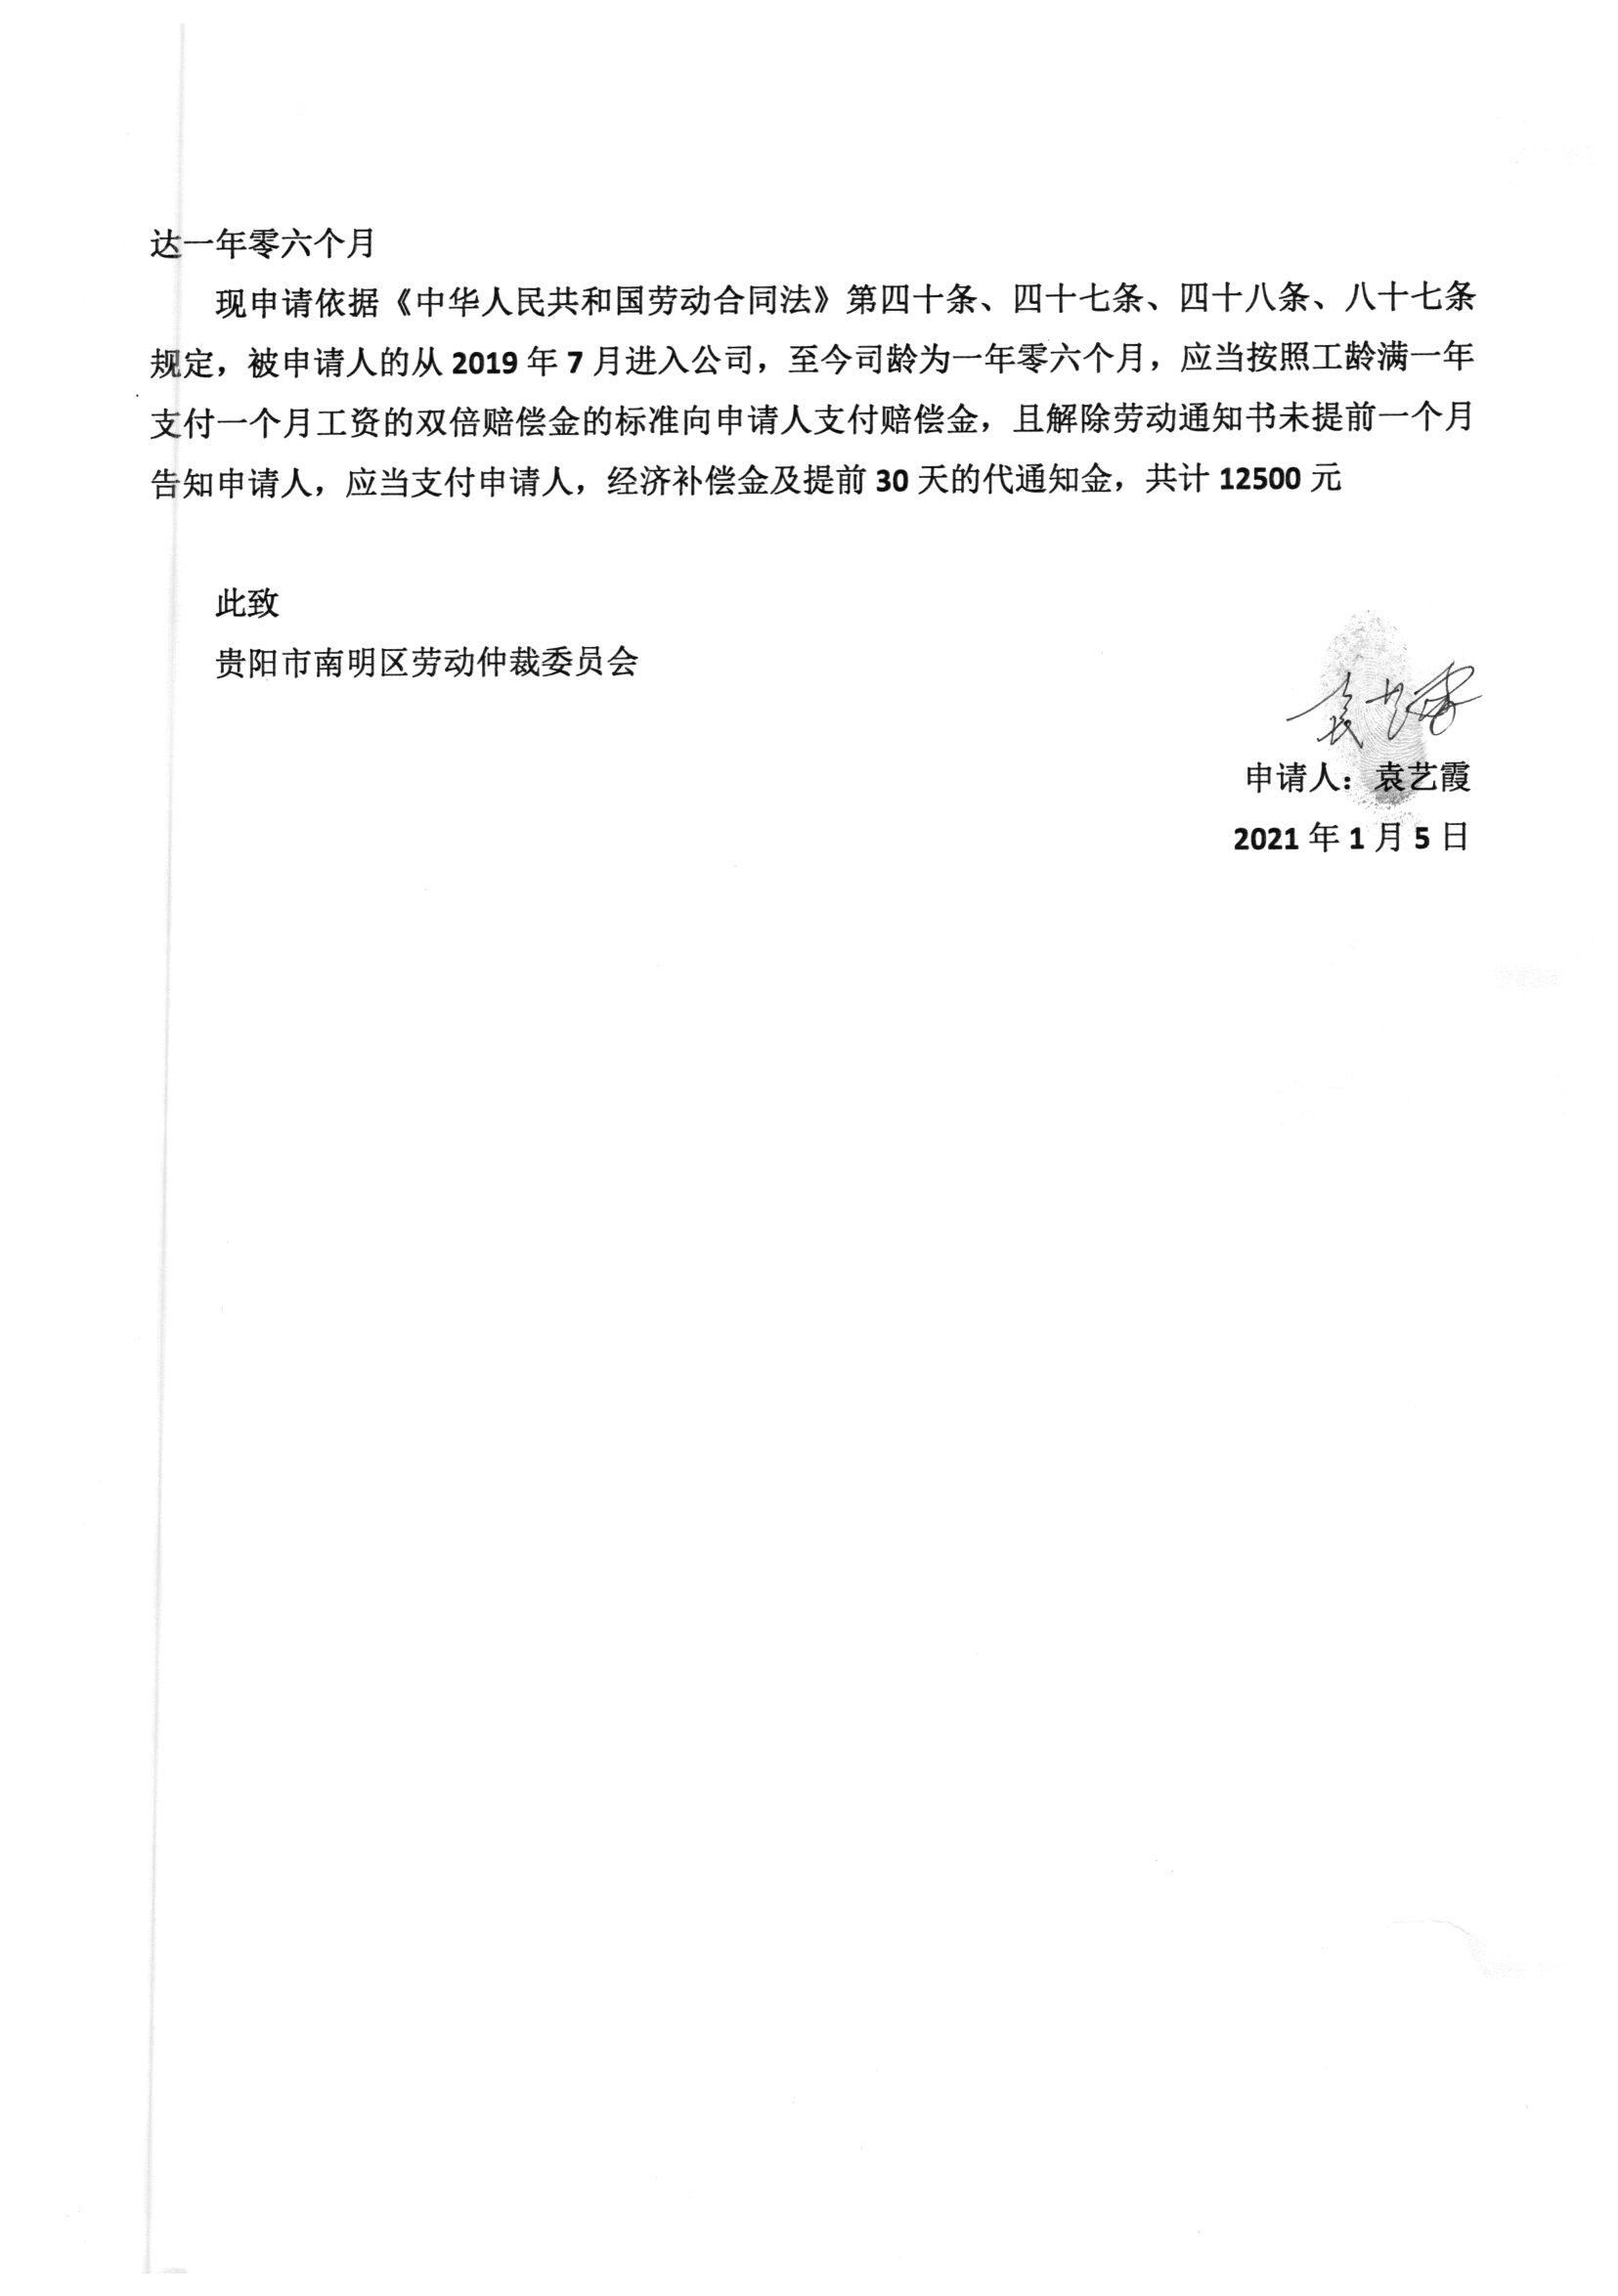 达一年零六个月
现申请依据《中华人民共和国劳动合同法》第四十条、四十七条、四十八条、八十七条
规定，被申请人的从 2019 年 7 月进入公司，至今司龄为一年零六个月，应当按照工龄满一年
支付一个月工资的双倍赔偿金的标准向申请人支付赔偿金，且解除劳动通知书未提前一个月
告知申请人，应当支付申请人，经济补偿金及提前 30 天的代通知金，共计 12500 元
此致
贵阳市南明区劳动仲裁委员会
袁艺霞
申请人：袁艺霞
2021 年 1 月 5 日